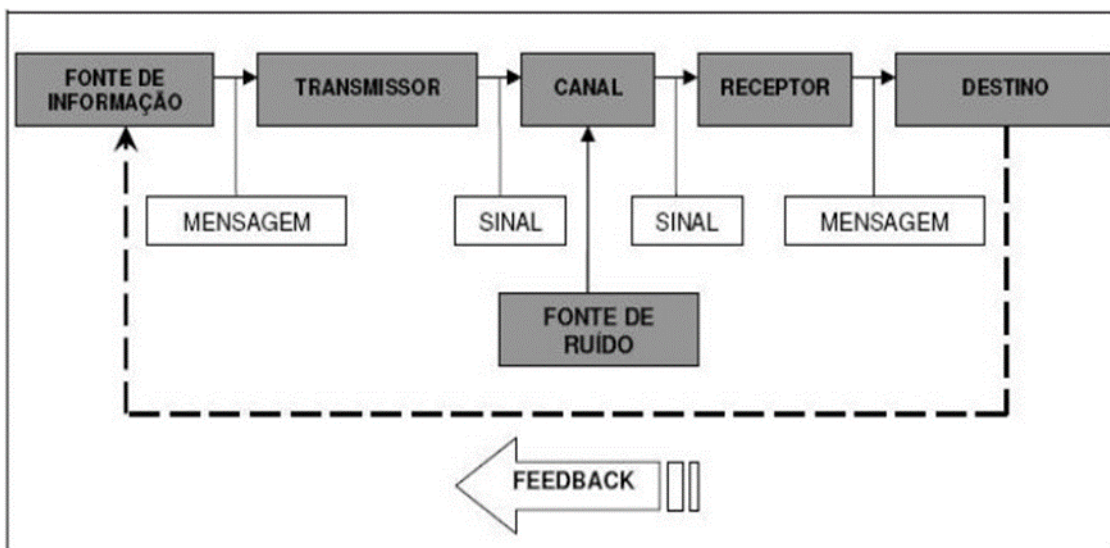 FONTE DE
INFORMAÇÃO
TRANSMISSOR
CANAL
RECEPTOR
DESTINO
MENSAGEM
SINAL
SINAL
MENSAGEM
FONTE DE
RUÍDO
FEEDBACK